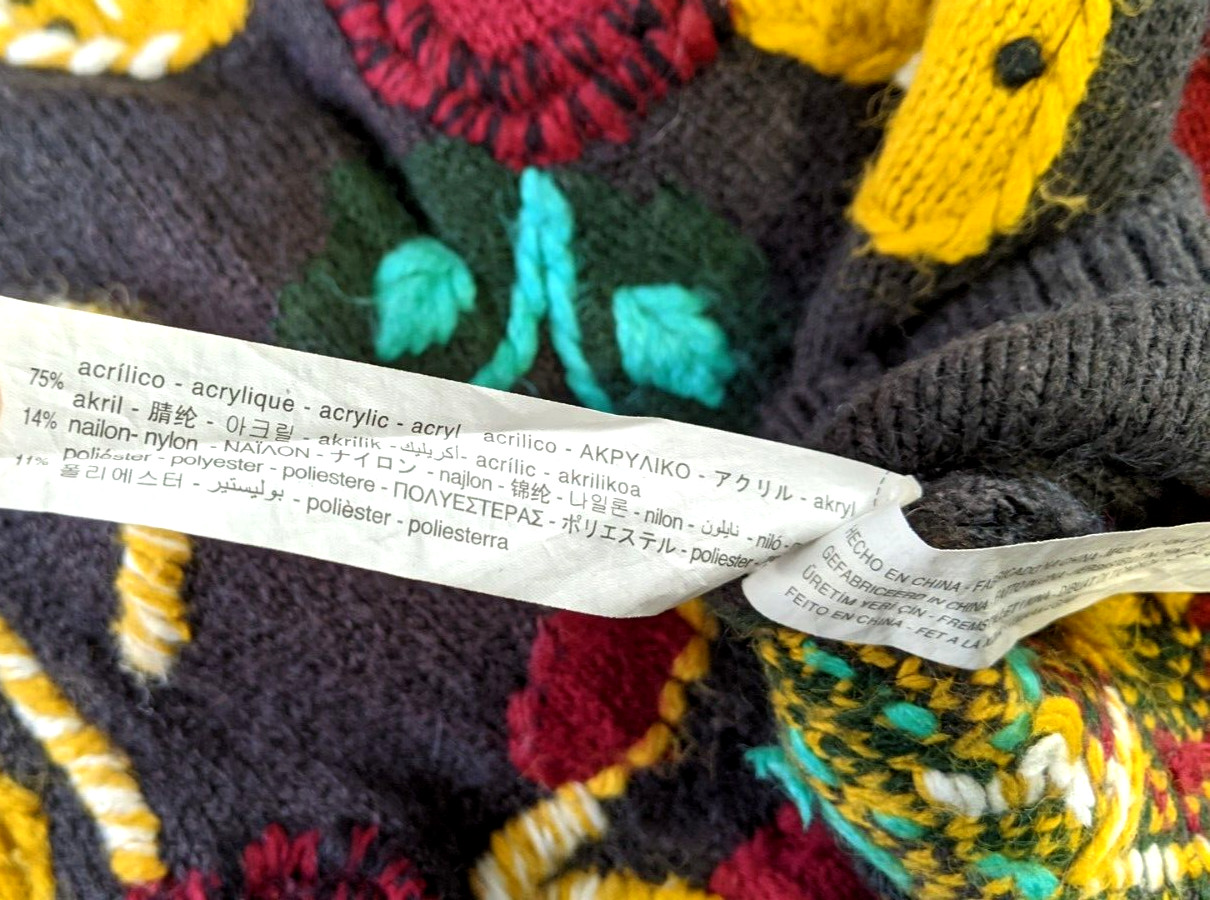 75% acrílico - acrylique - acrylic - acryl acrilico - ΑΚΡΥΛΙΚΟ - アクリル - akryl
akril - 腈纶 - 아크릴 - akrilik - أكريليك - acrílic - akrilikoa
14% nailon- nylon - ΝΑΪΛΟΝ - ナイロン - najlon - 锦纶 - 나일론 - nilon - نايلون - niló -
11% poliéster - polyester - poliestere - ΠΟΛΥΕΣΤΕΡΑΣ - ポリエステル - poliester -
폴리에스터 - بوليستير - polièster - poliesterra
HECHO EN CHINA -
GEFABRICEERD IN CHINA
ÜRETİM YERİ ÇİN -
FEITO EN CHINA - FET A LA